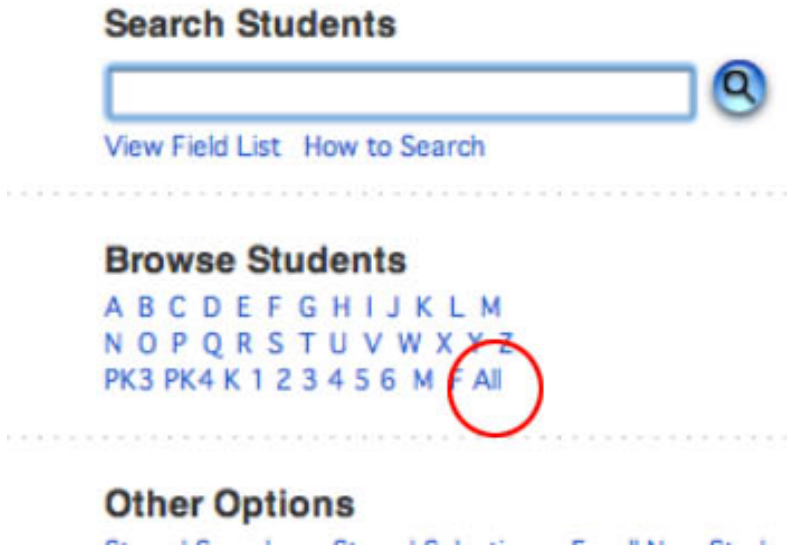 Search Students
View Field List How to Search
Browse Students
A B C D E F G H I J K L M
N O P Q R S T U V W X Y Z
PK3 PK4 K 1 2 3 4 5 6 M F All
Other Options